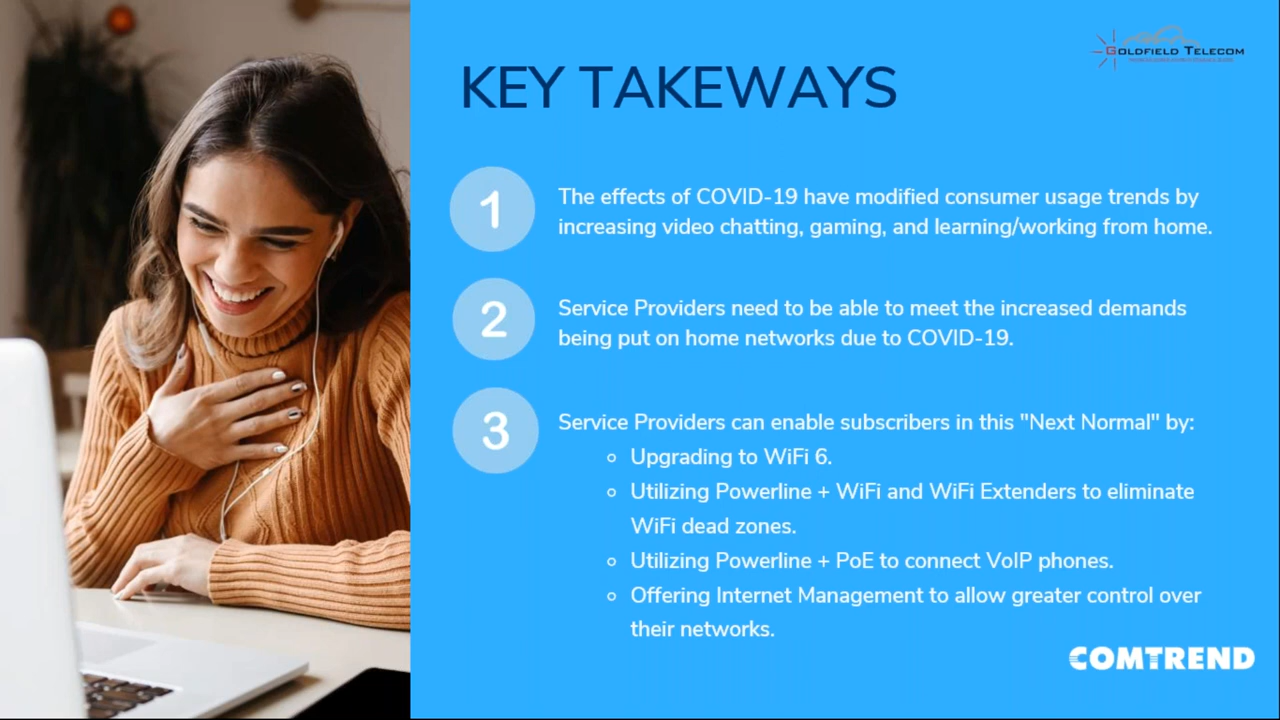 GOLDFIELD TELECOM
KEY TAKEWAYS
1
The effects of COVID-19 have modified consumer usage trends by
increasing video chatting, gaming, and learning/working from home.
2
Service Providers need to be able to meet the increased demands
being put on home networks due to COVID-19.
3
Service Providers can enable subscribers in this "Next Normal" by:
Upgrading to WiFi 6.
Utilizing Powerline + WiFi and WiFi Extenders to eliminate
WiFi dead zones.
Utilizing Powerline + PoE to connect VoIP phones.
Offering Internet Management to allow greater control over
their networks.
COMTREND